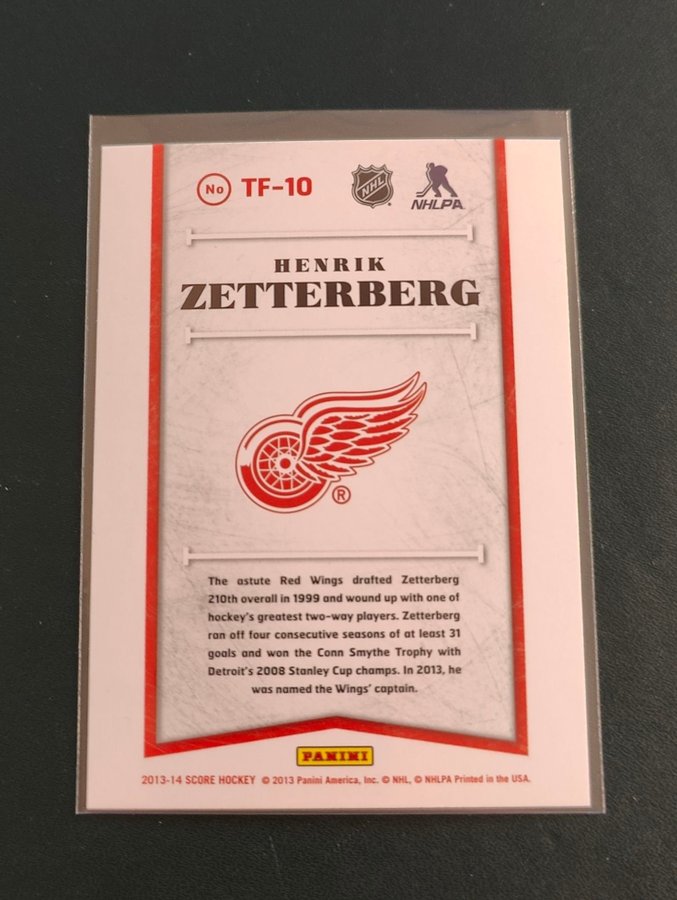 No TF-10
NHL
NHLPA
HENRIK
ZETTERBERG
®
The astute Red Wings drafted Zetterberg
210th overall in 1999 and wound up with one of
hockey's greatest two-way players. Zetterberg
ran off four consecutive seasons of at least 31
goals and won the Conn Smythe Trophy with
Detroit's 2008 Stanley Cup champs. In 2013, he
was named the Wings' captain.
PANINI
2013-14 SCORE HOCKEY © 2013 Panini America, Inc. © NHL, © NHLPA Printed in the USA.